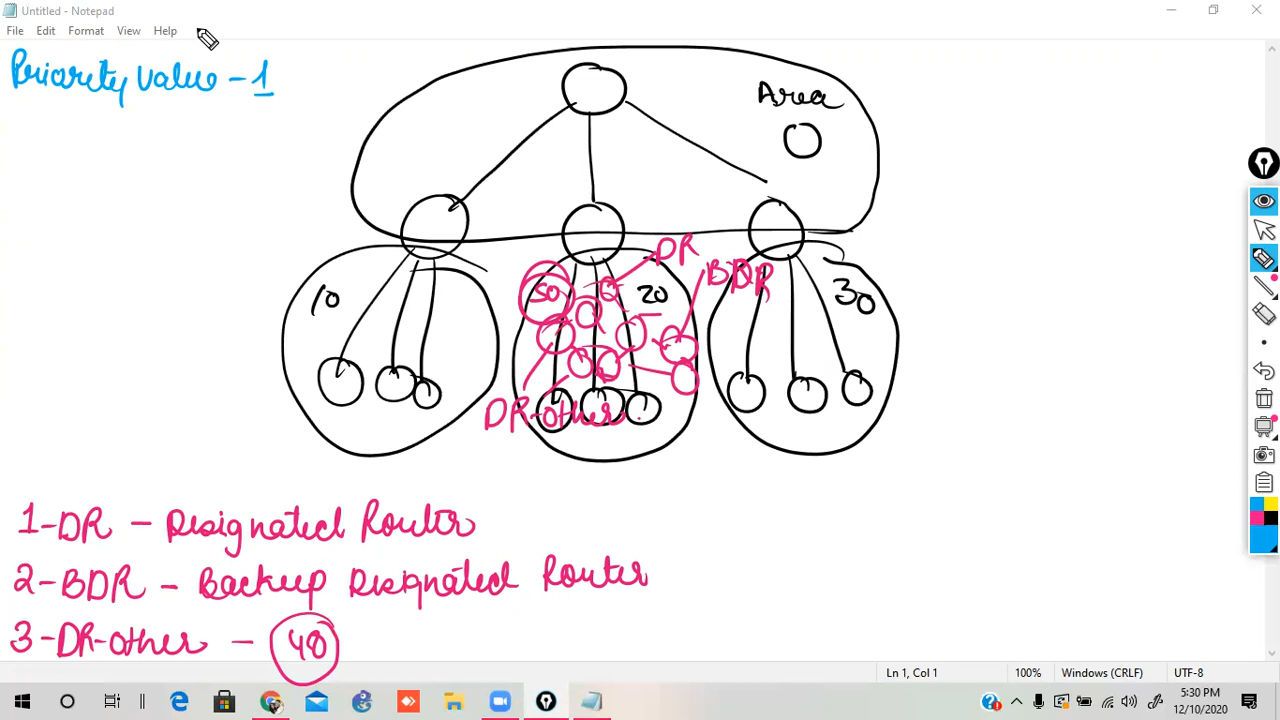 Untitled - Notepad
File Edit Format View Help
Priority value - 1
Area
DR
BDR
10
50
20
30
DR-other
1-DR - Designated Router
2-BDR - Backup Designated Router
3-DR-other - 48
Ln 1, Col 1 100% Windows (CRLF) UTF-8
5:30 PM
12/10/2020